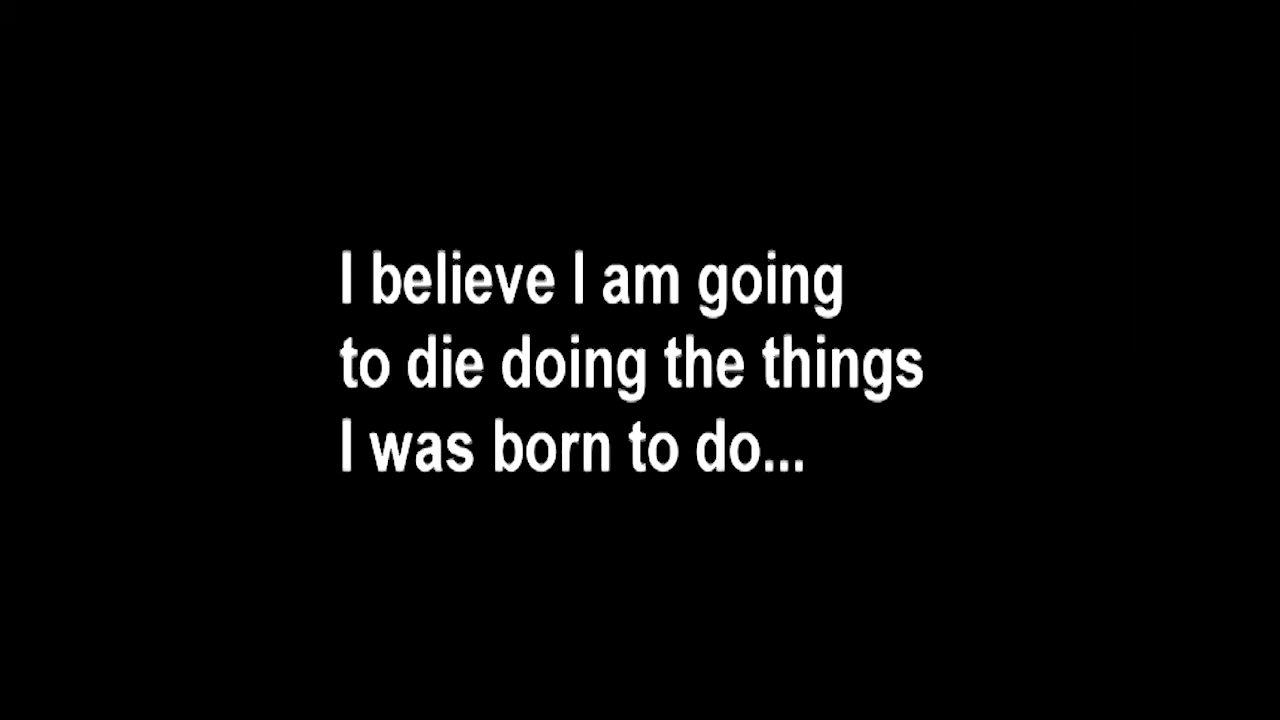 I believe I am going
to die doing the things
I was born to do...